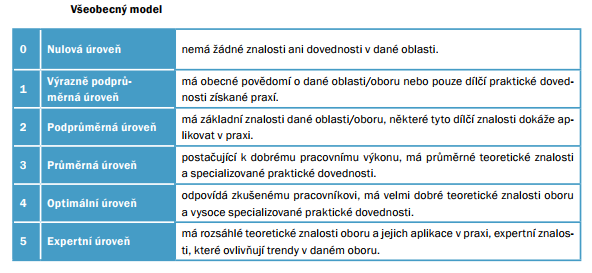 Všeobecný model
0 Nulová úroveň nemá žádné znalosti ani dovednosti v dané oblasti.
1 Výrazně podprů-
měrná úroveň
má obecné povědomí o dané oblasti/oboru nebo pouze dílčí praktické doved-
nosti získané praxí.
2 Podprůměrná úroveň
má základní znalosti dané oblasti/oboru, některé tyto dílčí znalosti dokáže ap-
likovat v praxi.
3 Průměrná úroveň
postačující k dobrému pracovnímu výkonu, má průměrné teoretické znalosti
a specializované praktické dovednosti.
4 Optimální úroveň
odpovídá zkušenému pracovníkovi, má velmi dobré teoretické znalosti oboru
a vysoce specializované praktické dovednosti.
5 Expertní úroveň
má rozsáhlé teoretické znalosti oboru a jejich aplikace v praxi, expertní znalos-
ti, které ovlivňují trendy v daném oboru.